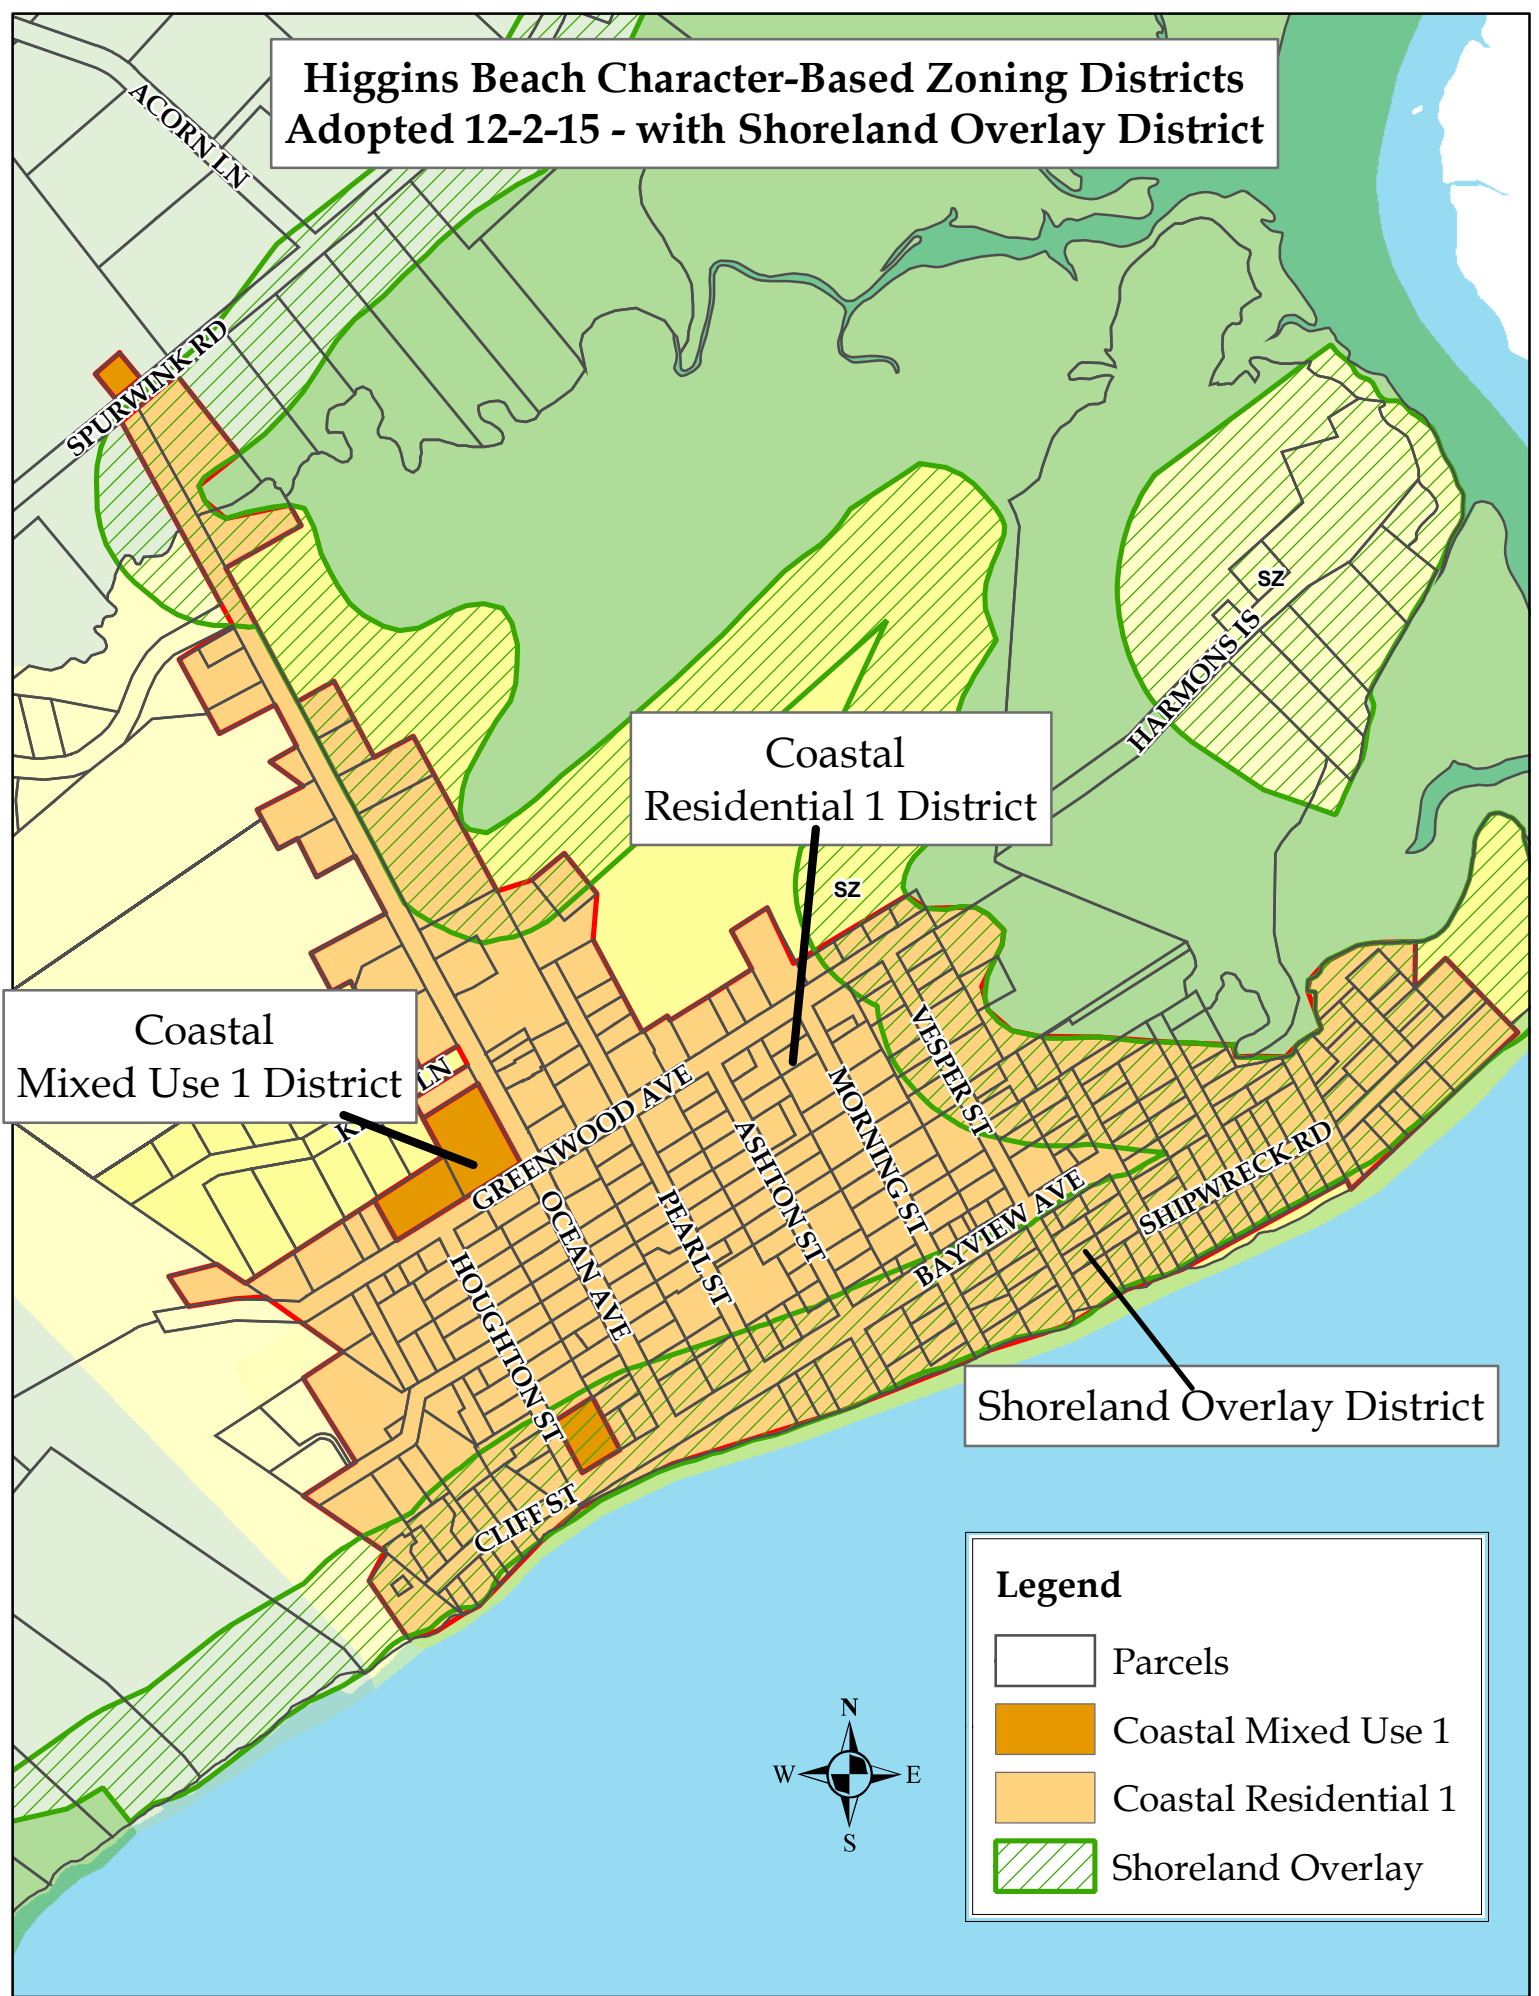 Higgins Beach Character-Based Zoning Districts
Adopted 12-2-15 - with Shoreland Overlay District
ACORN LN
SPURWINK RD
SZ
HARMONS IS
Coastal
Residential 1 District
SZ
Coastal
Mixed Use 1 District
LN
VESPER ST
GREENWOOD AVE
MORNING ST
ASHTON ST
PEARL ST
OCEAN AVE
HOUGHTON ST
BAYVIEW AVE
SHIPWRECK RD
CLIFF ST
Shoreland Overlay District
Legend
Parcels
Coastal Mixed Use 1
Coastal Residential 1
Shoreland Overlay
N
W
E
S